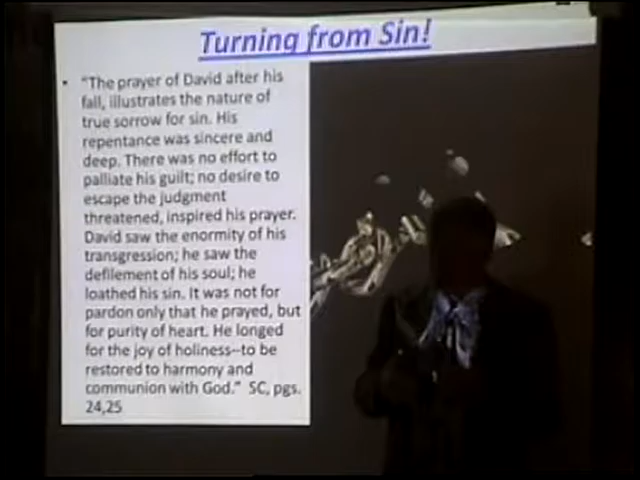 Turning from Sin!
• "The prayer of David after his
fall, illustrates the nature of
true sorrow for sin. His
repentance was sincere and
deep. There was no effort to
palliate his guilt; no desire to
escape the judgment
threatened, inspired his prayer.
David saw the enormity of his
transgression; he saw the
defilement of his soul; he
loathed his sin. It was not for
pardon only that he prayed, but
for purity of heart. He longed
for the joy of holiness--to be
restored to harmony and
communion with God." SC, pgs.
24,25